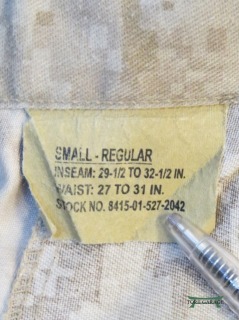 SMALL - REGULAR
INSEAM: 29-1/2 TO 32-1/2 IN.
WAIST: 27 TO 31 IN.
STOCK NO. 8415-01-527-2042